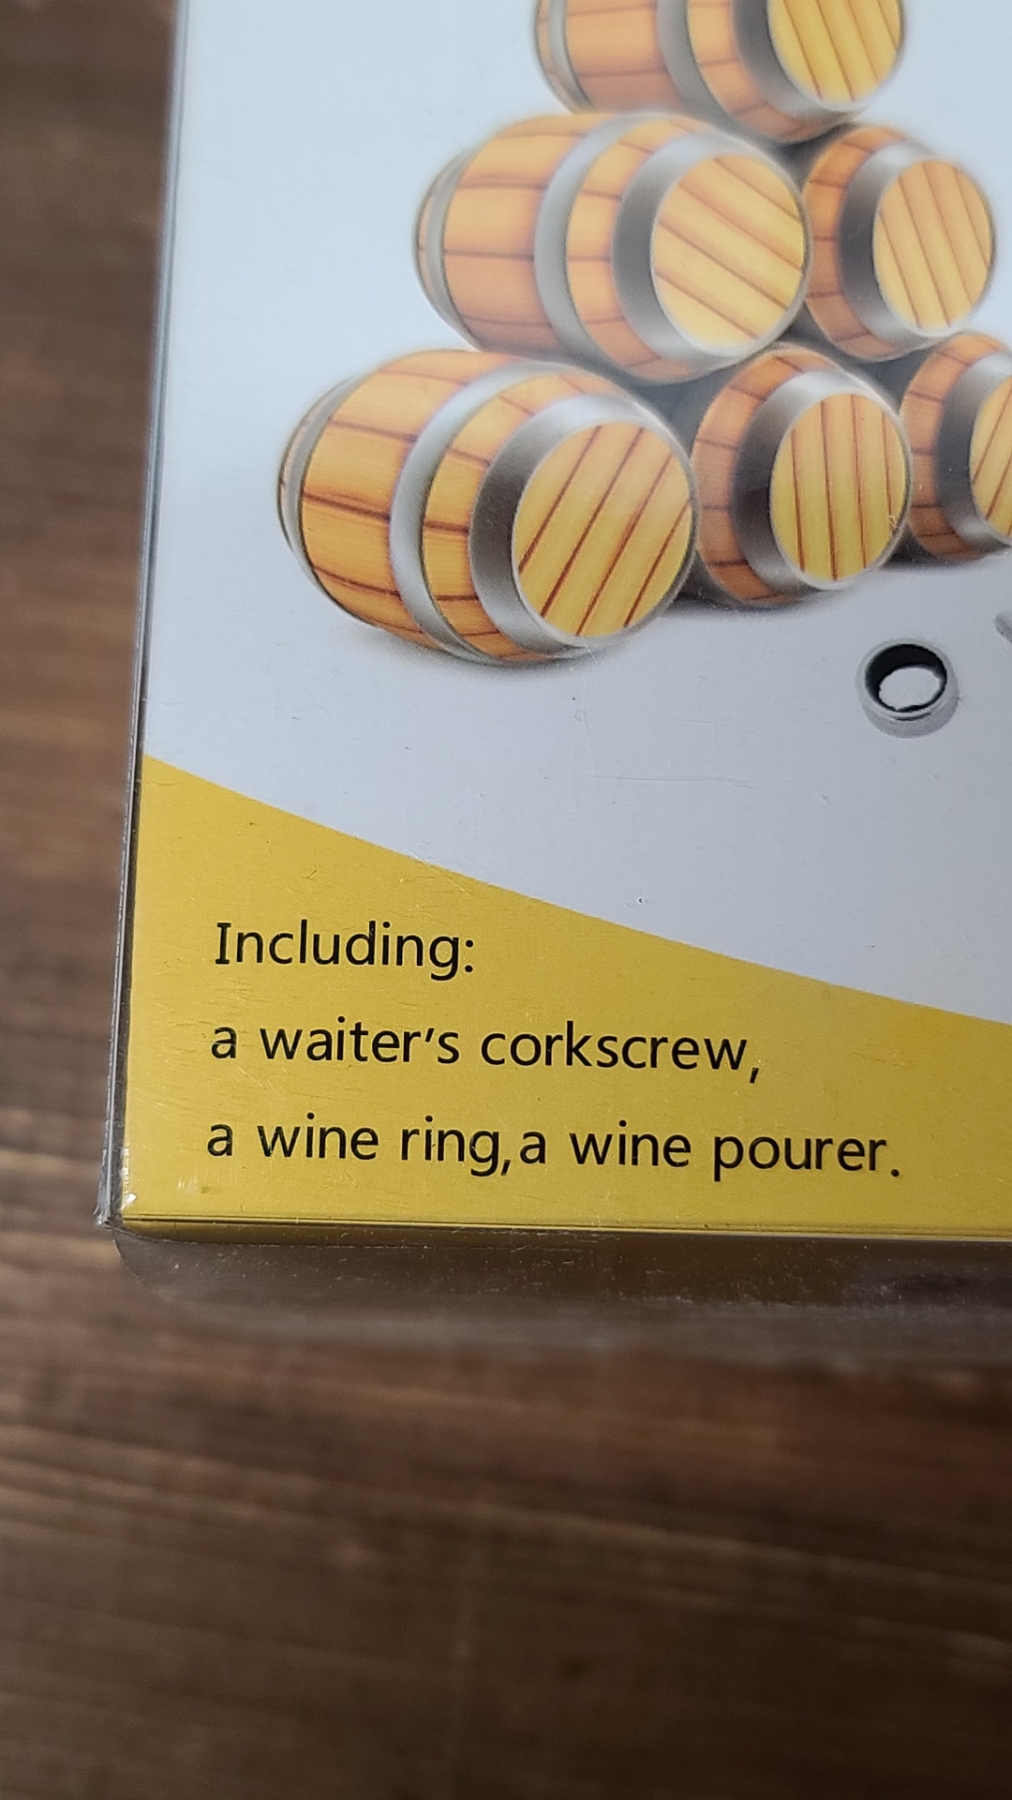 Including:
a waiter's corkscrew,
a wine ring,a wine pourer.